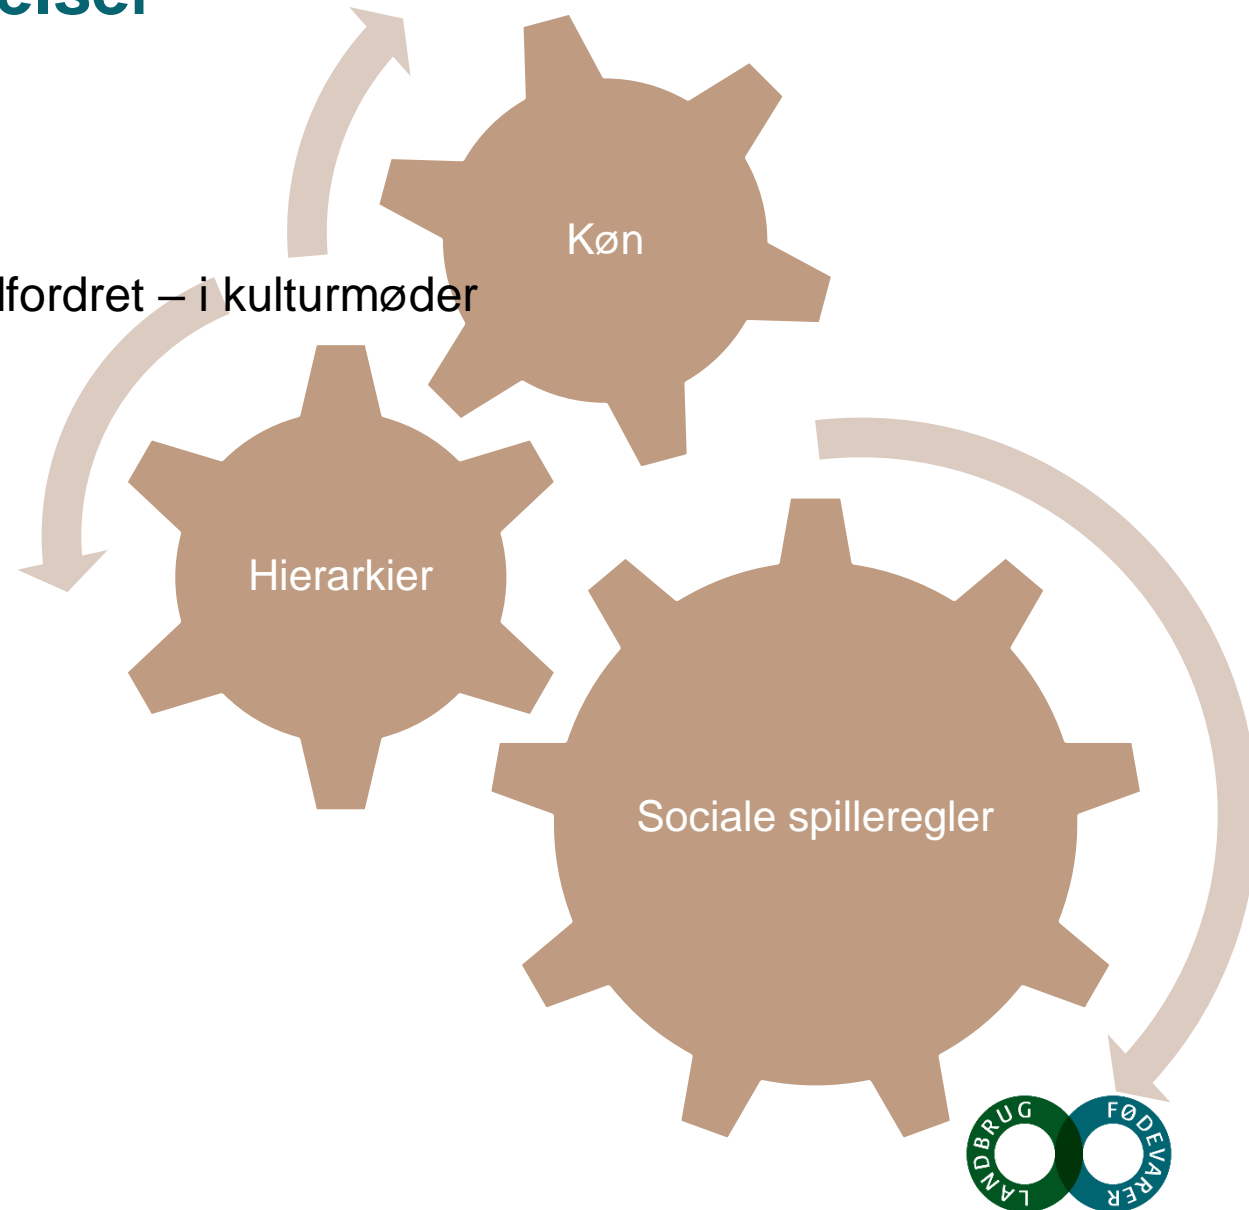 Køn
lfordret – i kulturmøder
Hierarkier
Sociale spilleregler
LANDBRUG FØDEVARER